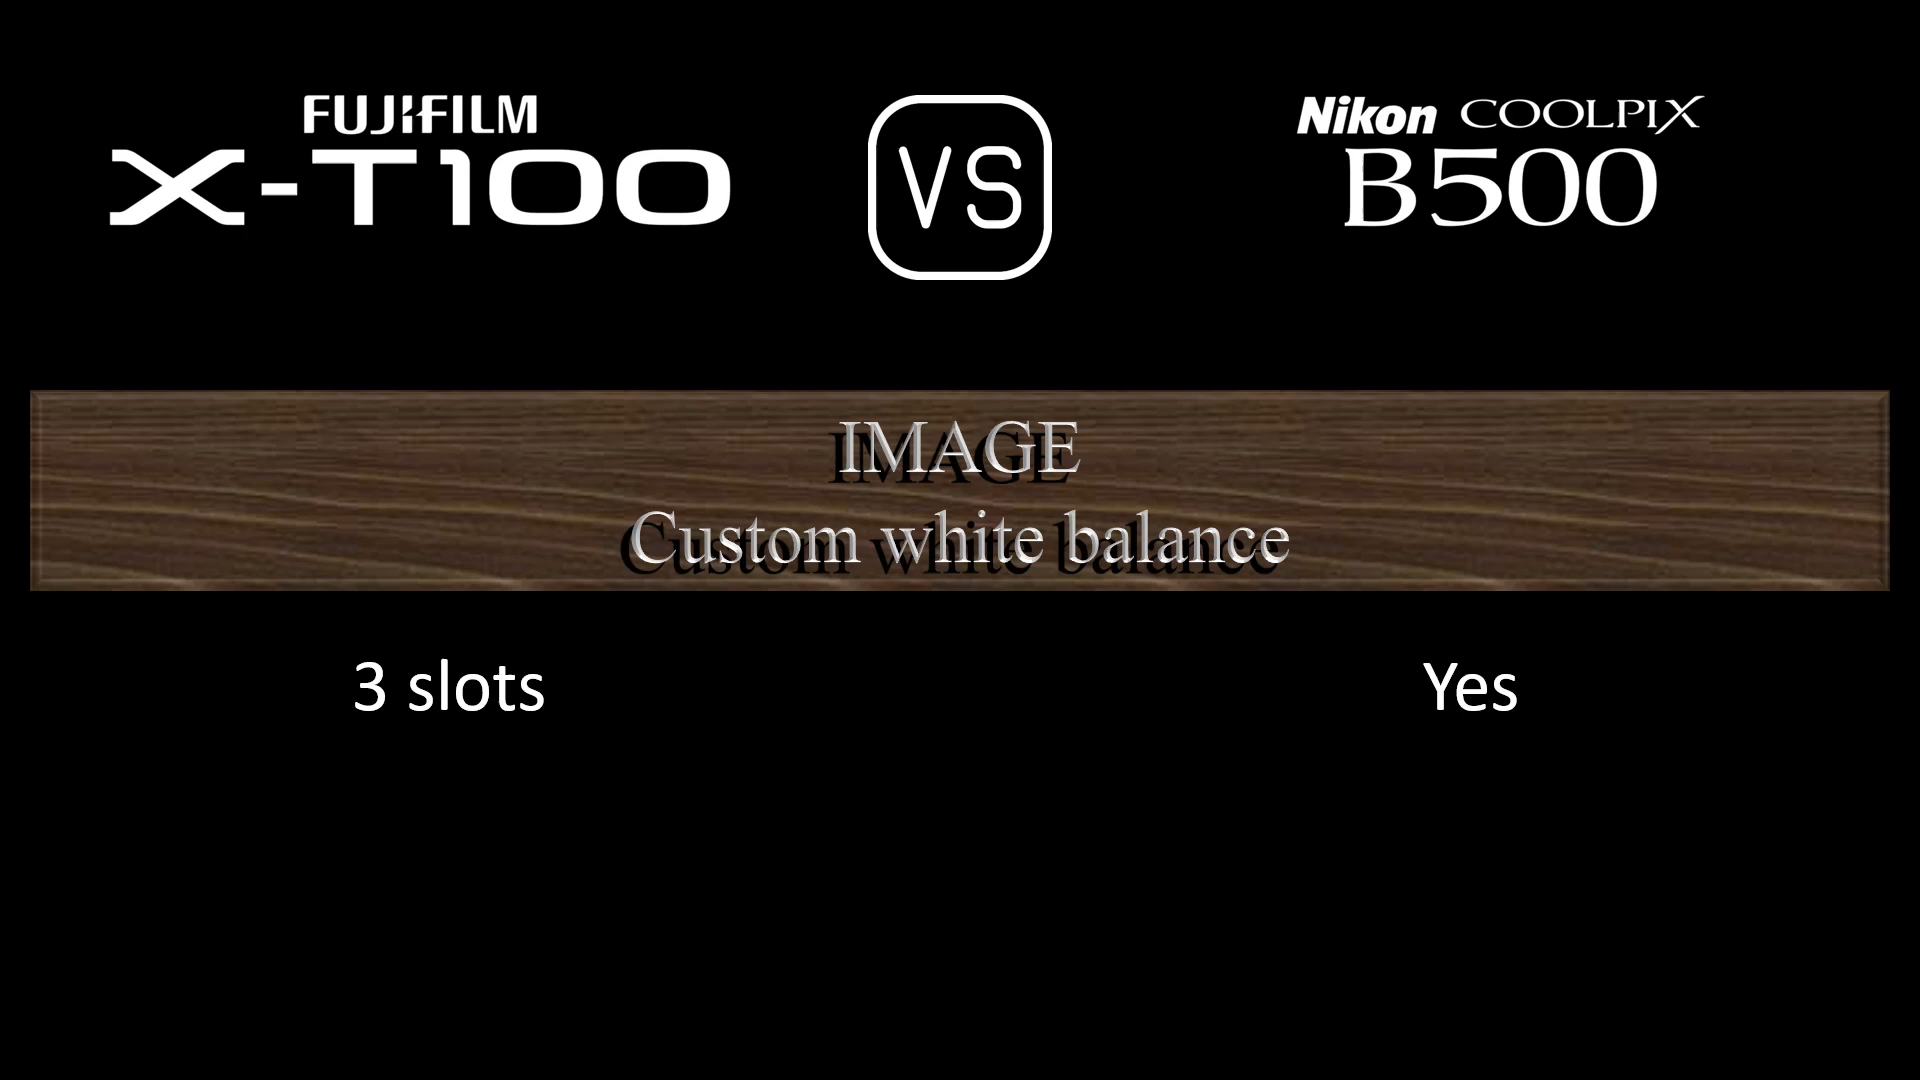 FUJIFILM
X-T100
VS
Nikon COOLPIX
B500
IMAGE
Custom white balance
3 slots
Yes